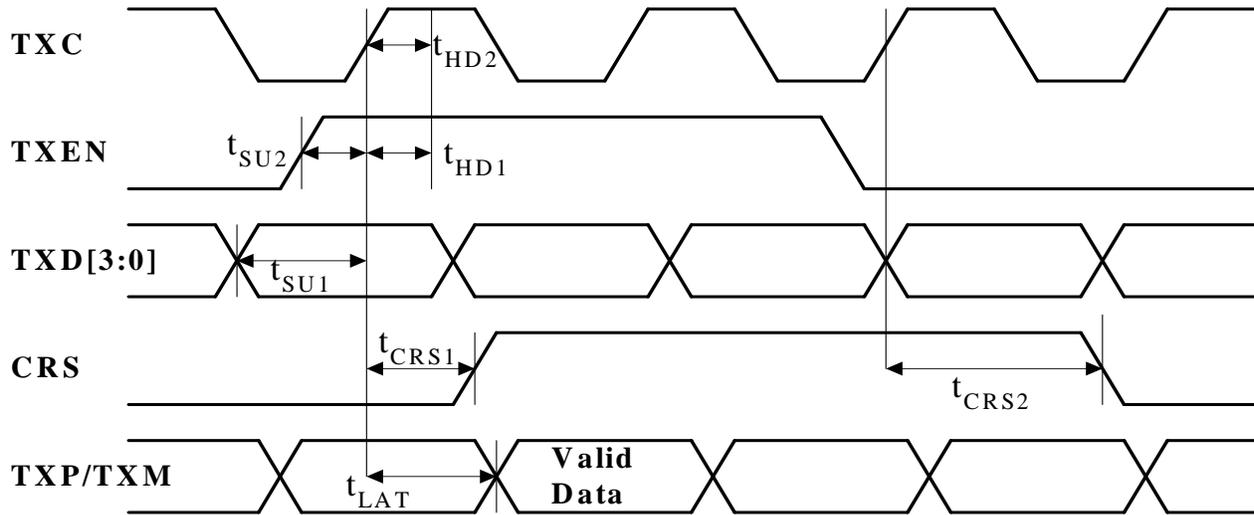 TXC
tHD2
TXEN
tSU2
tHD1
TXD[3:0]
tSU1
CRS
tCRS1
tCRS2
TXP/TXM
tLAT
Valid
Data